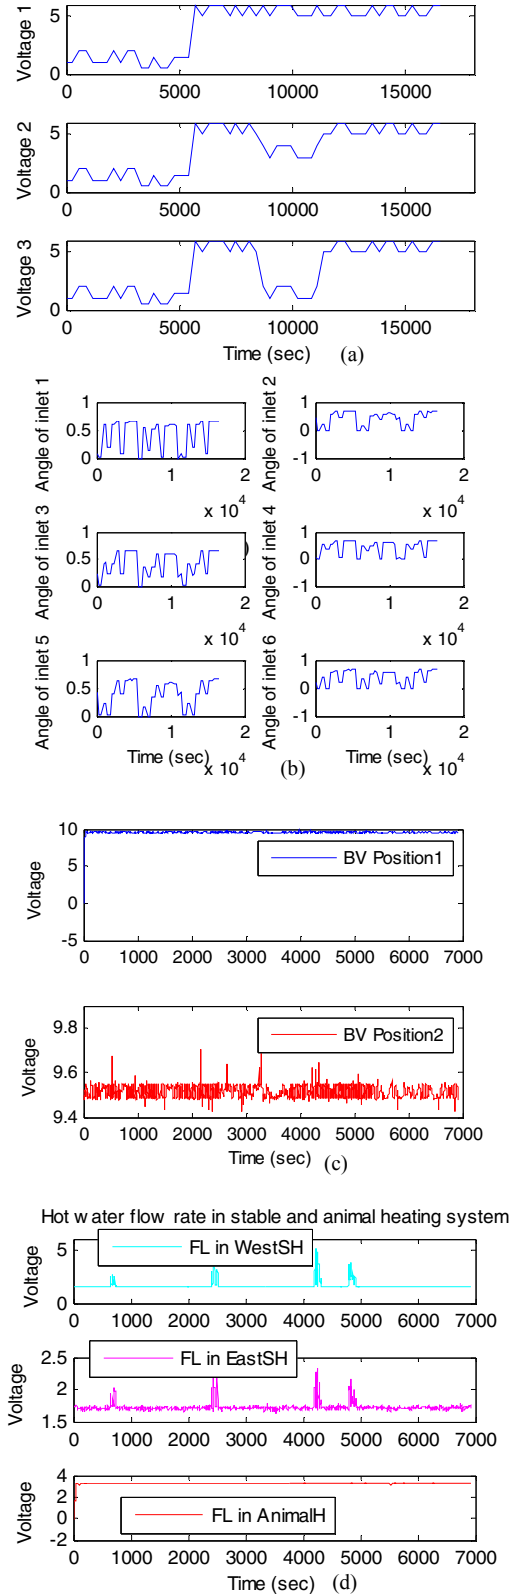 Voltage 1
5
0
0 5000 10000 15000
Voltage 2
5
0
0 5000 10000 15000
Voltage 3
5
0
0 5000 10000 15000
Time (sec) (a)
Angle of inlet 1
1
0.5
0
0 1 2
x 10^4
Angle of inlet 2
1
0
-1
0 1 2
x 10^4
Angle of inlet 3
1
0.5
0
0 1 2
x 10^4
)
Angle of inlet 4
1
0
-1
0 1 2
x 10^4
Angle of inlet 5
1
0.5
0
0 1 2
Time (sec)
x 10^4
Angle of inlet 6
1
0
-1
0 1 2
Time (sec)
x 10^4
(b)
Voltage
10
5
0
-5
BV Position1
0 1000 2000 3000 4000 5000 6000 7000
Voltage
9.8
9.6
9.4
BV Position2
0 1000 2000 3000 4000 5000 6000 7000
Time (sec) (c)
Hot water flow rate in stable and animal heating system
Voltage
5
0
FL in WestSH
0 1000 2000 3000 4000 5000 6000 7000
Voltage
2.5
2
1.5
FL in EastSH
0 1000 2000 3000 4000 5000 6000 7000
Voltage
4
2
0
-2
FL in AnimalH
0 1000 2000 3000 4000 5000 6000 7000
Time (sec) (d)